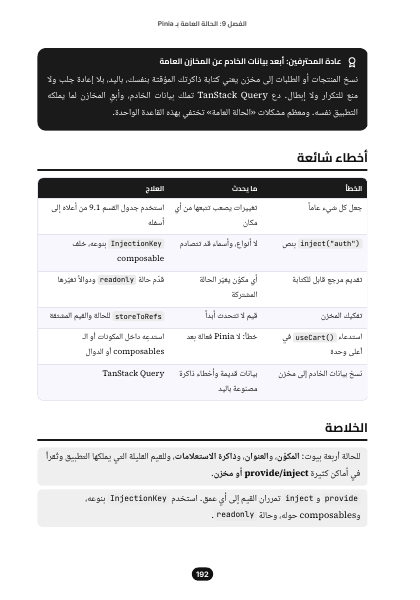 الفصل 9: الحالة العامة بـ Pinia
عادة المحترفين: أبعد بيانات الخادم عن المخازن العامة
نسخ المنتجات أو الطلبات إلى مخزن يعني كتابة ذاكرتك المؤقتة بنفسك، باليد، بلا إعادة جلب ولا
منع للتكرار ولا إبطال. دع TanStack Query تملك بيانات الخادم، وأبقِ المخازن لما يملكه
التطبيق نفسه. ومعظم مشكلات «الحالة العامة» تختفي بهذه القاعدة الواحدة.
أخطاء شائعة
الخطأ ما يحدث العلاج
جعل كل شيء عاماً تغييرات يصعب تتبعها من أي مكان استخدم جدول القسم 9.1 من أعلاه إلى أسفله
inject("auth") بنص لا أنواع، وأسماء قد تتصادم InjectionKey بنوعه، خلف composable
تقديم مرجع قابل للكتابة أي مكوّن يغيّر الحالة المشتركة قدّم حالة readonly ودوالاً تغيّرها
تفكيك المخزن قيم لا تتحدث أبداً storeToRefs للحالة والقيم المشتقة
استدعاء useCart() في أعلى وحدة خطأ: لا Pinia فعالة بعد استدعِه داخل المكونات أو الـ composables أو الدوال
نسخ بيانات الخادم إلى مخزن بيانات قديمة وأخطاء ذاكرة مصنوعة باليد TanStack Query
الخلاصة
للحالة أربعة بيوت: المكوّن، والعنوان، وذاكرة الاستعلامات، وللقيم القليلة التي يملكها التطبيق وتُقرأ
في أماكن كثيرة provide/inject أو مخزن.
provide و inject تمرران القيم إلى أي عمق. استخدم InjectionKey بنوعه،
وcomposables حوله، وحالة readonly.
192